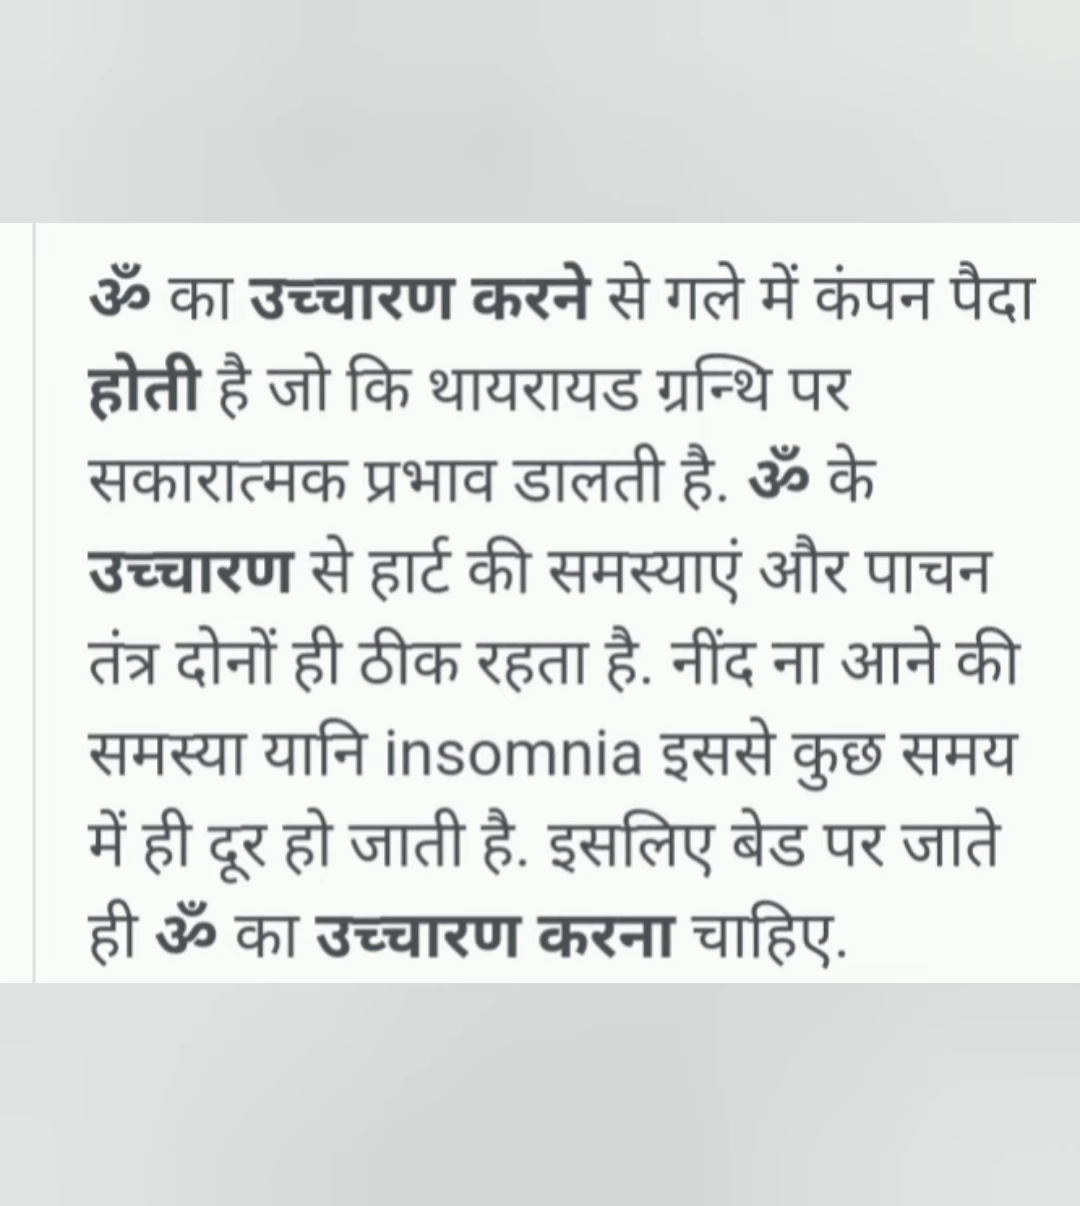 ॐ का उच्चारण करने से गले में कंपन पैदा
होती है जो कि थायरायड ग्रन्थि पर
सकारात्मक प्रभाव डालती है. ॐ के
उच्चारण से हार्ट की समस्याएं और पाचन
तंत्र दोनों ही ठीक रहता है. नींद ना आने की
समस्या यानि insomnia इससे कुछ समय
में ही दूर हो जाती है. इसलिए बेड पर जाते
ही ॐ का उच्चारण करना चाहिए.